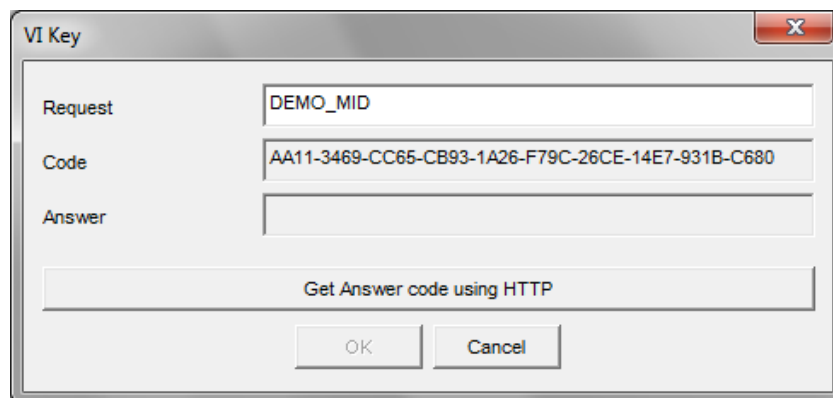 VI Key
Request DEMO_MID
Code AA11-3469-CC65-CB93-1A26-F79C-26CE-14E7-931B-C680
Answer
Get Answer code using HTTP
OK Cancel